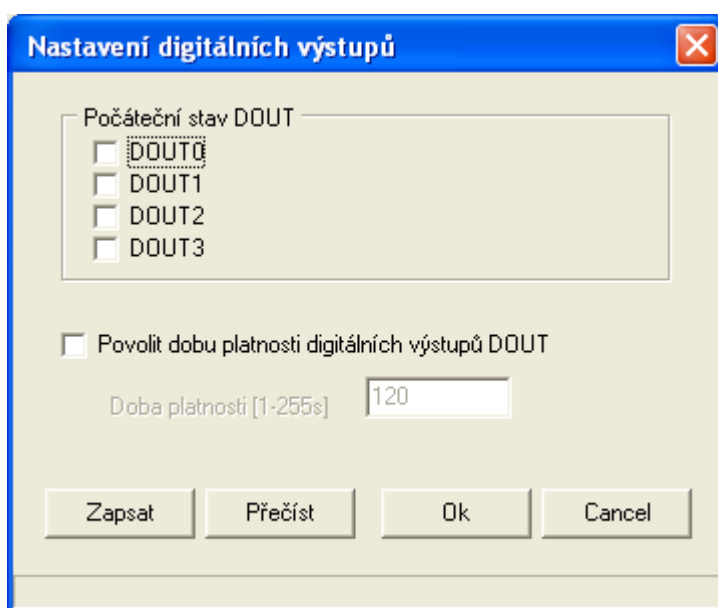 Nastavení digitálních výstupů
Počáteční stav DOUT
DOUT0
DOUT1
DOUT2
DOUT3
Povolit dobu platnosti digitálních výstupů DOUT
Doba platnosti [1-255s] 120
Zapsat Přečíst Ok Cancel